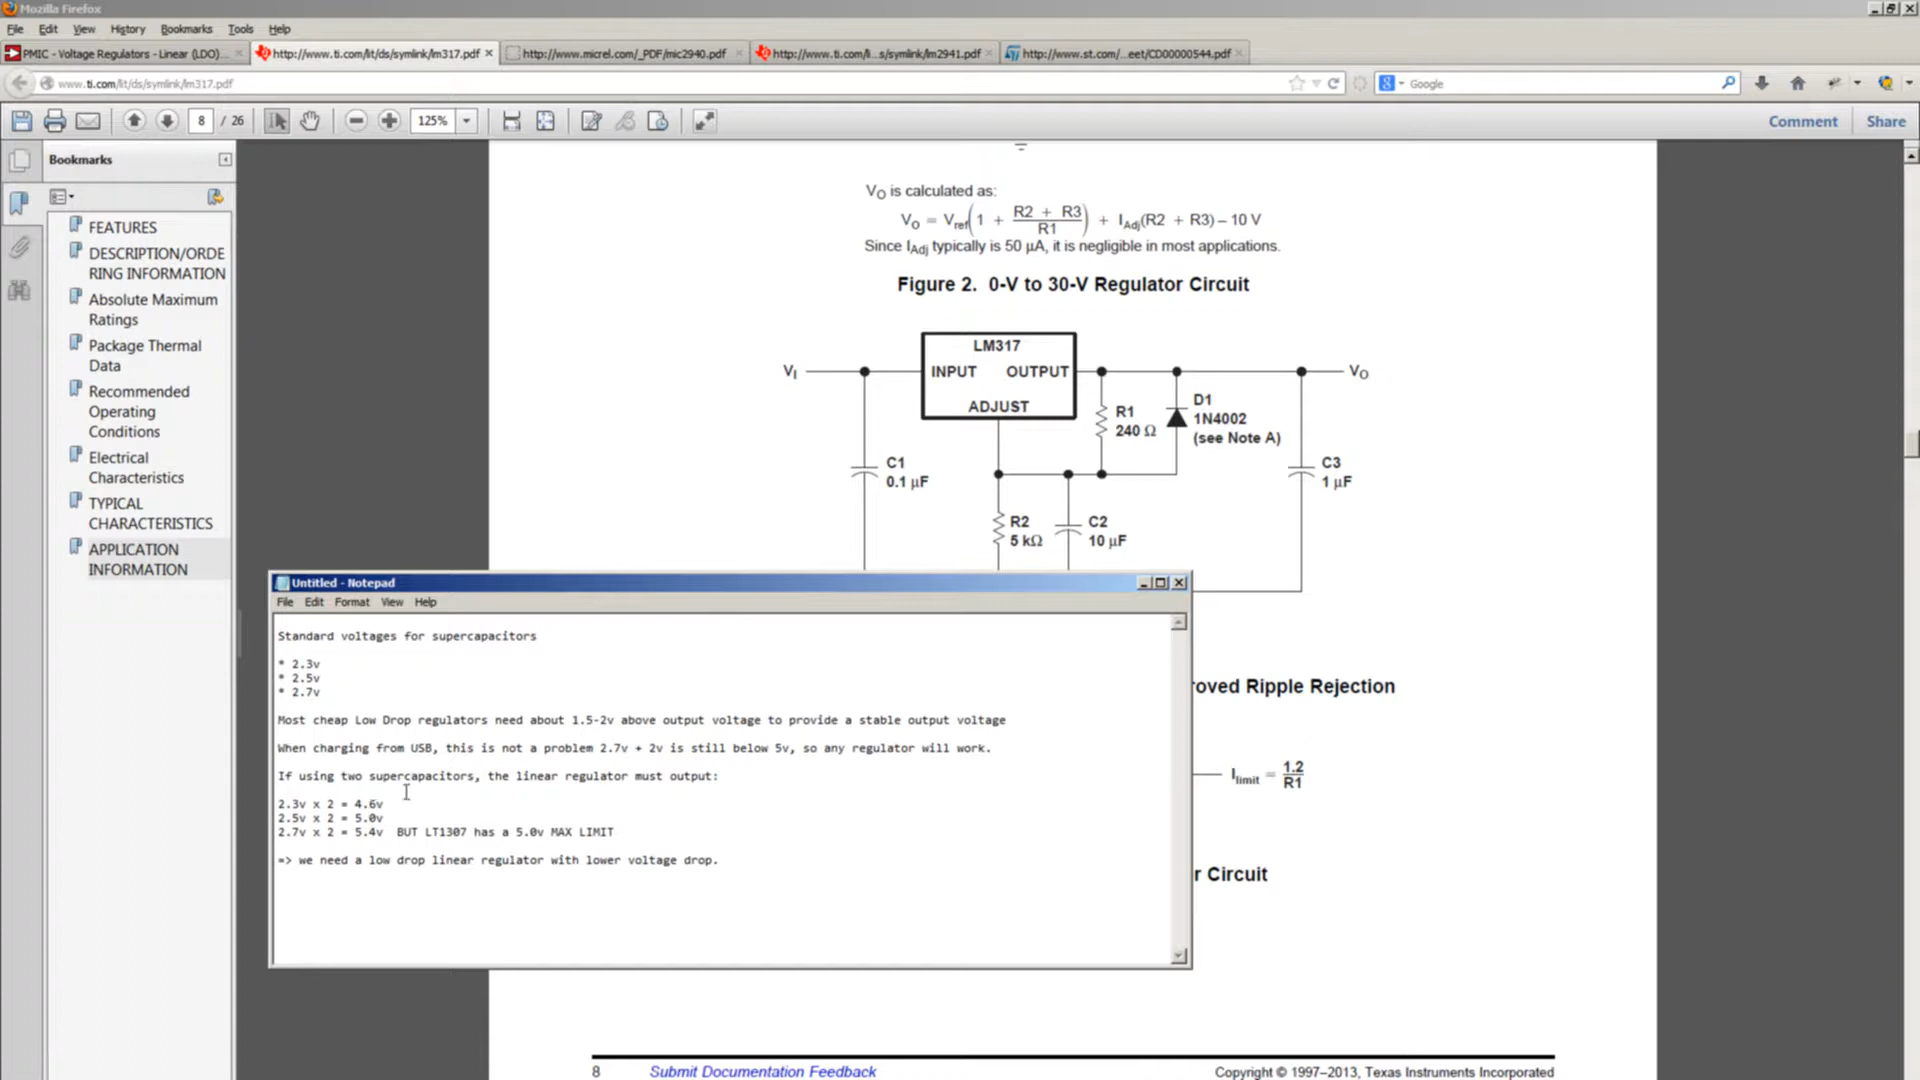 Mozilla Firefox
File Edit View History Bookmarks Tools Help
PMIC - Voltage Regulators - Linear (LDO)...
http://www.ti.com/lit/ds/symlink/lm317.pdf
http://www.micrel.com/_PDF/mic2940.pdf
http://www.ti.com/li...s/symlink/lm2941.pdf
http://www.st.com/...eet/CD00000544.pdf
www.ti.com/lit/ds/symlink/lm317.pdf
Google
8 / 26
125%
Comment Share
Bookmarks
FEATURES
DESCRIPTION/ORDE
RING INFORMATION
Absolute Maximum
Ratings
Package Thermal
Data
Recommended
Operating
Conditions
Electrical
Characteristics
TYPICAL
CHARACTERISTICS
APPLICATION
INFORMATION
VO is calculated as:
VO = Vref(1 + (R2 + R3)/R1) + IAdj(R2 + R3) – 10 V
Since IAdj typically is 50 µA, it is negligible in most applications.
Figure 2. 0-V to 30-V Regulator Circuit
LM317
VI
INPUT OUTPUT
VO
ADJUST
R1
240 Ω
D1
1N4002
(see Note A)
C1
0.1 µF
C3
1 µF
R2
5 kΩ
C2
10 µF
Untitled - Notepad
File Edit Format View Help
Standard voltages for supercapacitors
* 2.3v
* 2.5v
* 2.7v
Most cheap Low Drop regulators need about 1.5-2v above output voltage to provide a stable output voltage
When charging from USB, this is not a problem 2.7v + 2v is still below 5v, so any regulator will work.
If using two supercapacitors, the linear regulator must output:
2.3v x 2 = 4.6v
2.5v x 2 = 5.0v
2.7v x 2 = 5.4v BUT LT1307 has a 5.0v MAX LIMIT
=> we need a low drop linear regulator with lower voltage drop.
roved Ripple Rejection
Ilimit = 1.2/R1
r Circuit
8
Submit Documentation Feedback
Copyright © 1997–2013, Texas Instruments Incorporated